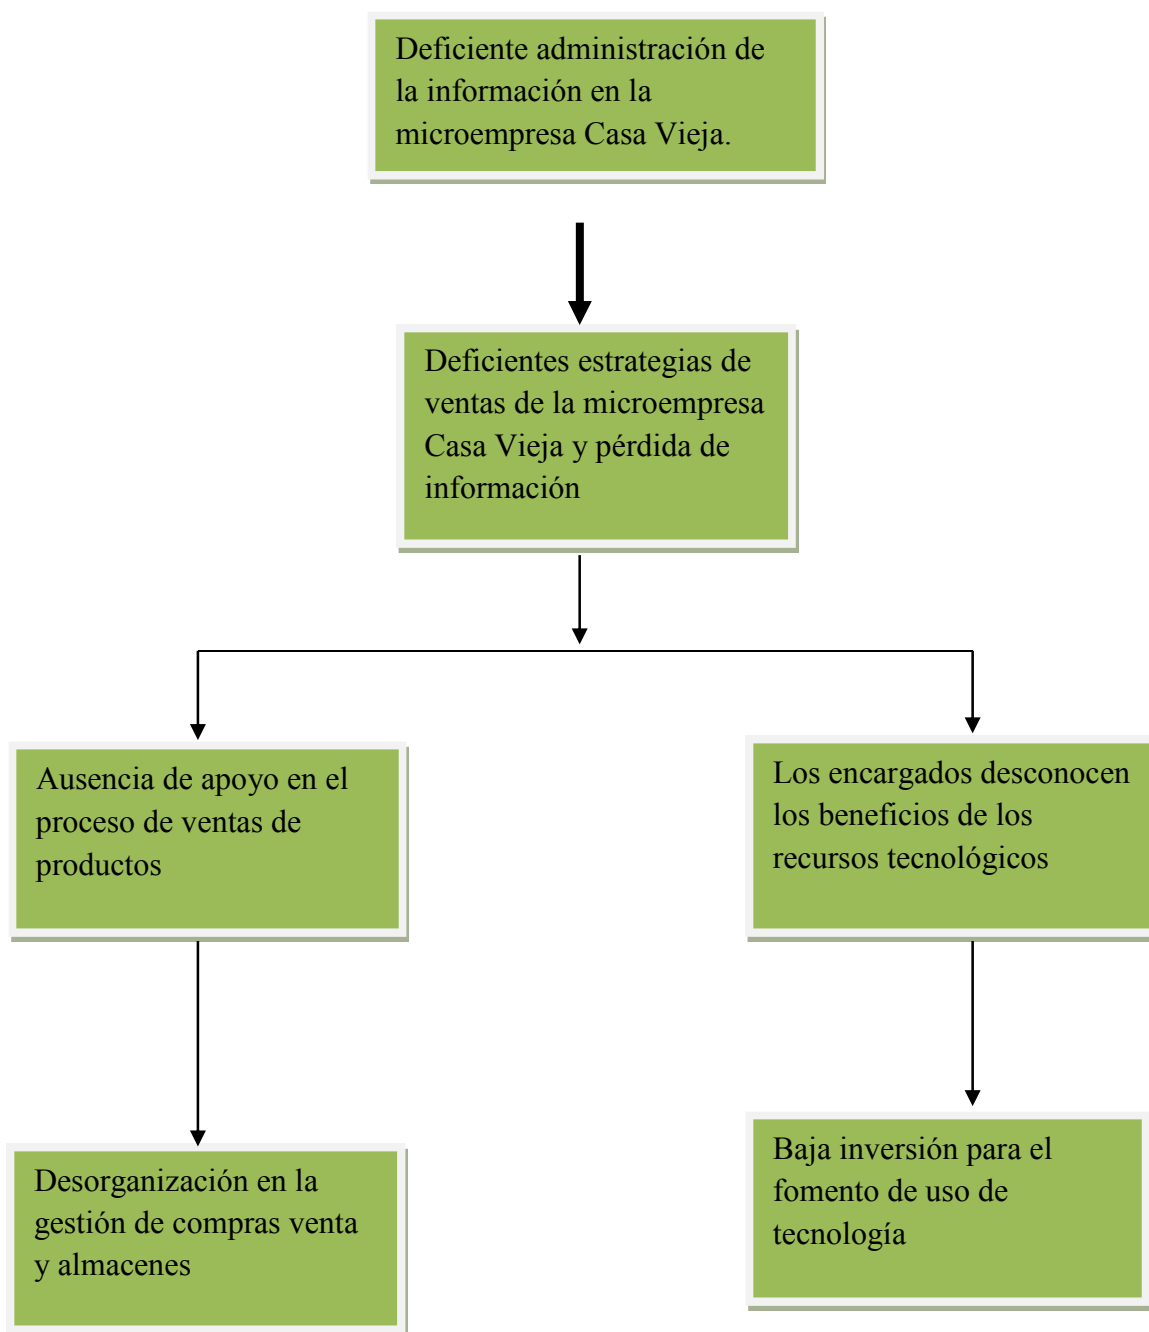 Deficiente administración de
la información en la
microempresa Casa Vieja.
Deficientes estrategias de
ventas de la microempresa
Casa Vieja y pérdida de
información
Ausencia de apoyo en el
proceso de ventas de
productos
Los encargados desconocen
los beneficios de los
recursos tecnológicos
Desorganización en la
gestión de compras venta
y almacenes
Baja inversión para el
fomento de uso de
tecnología